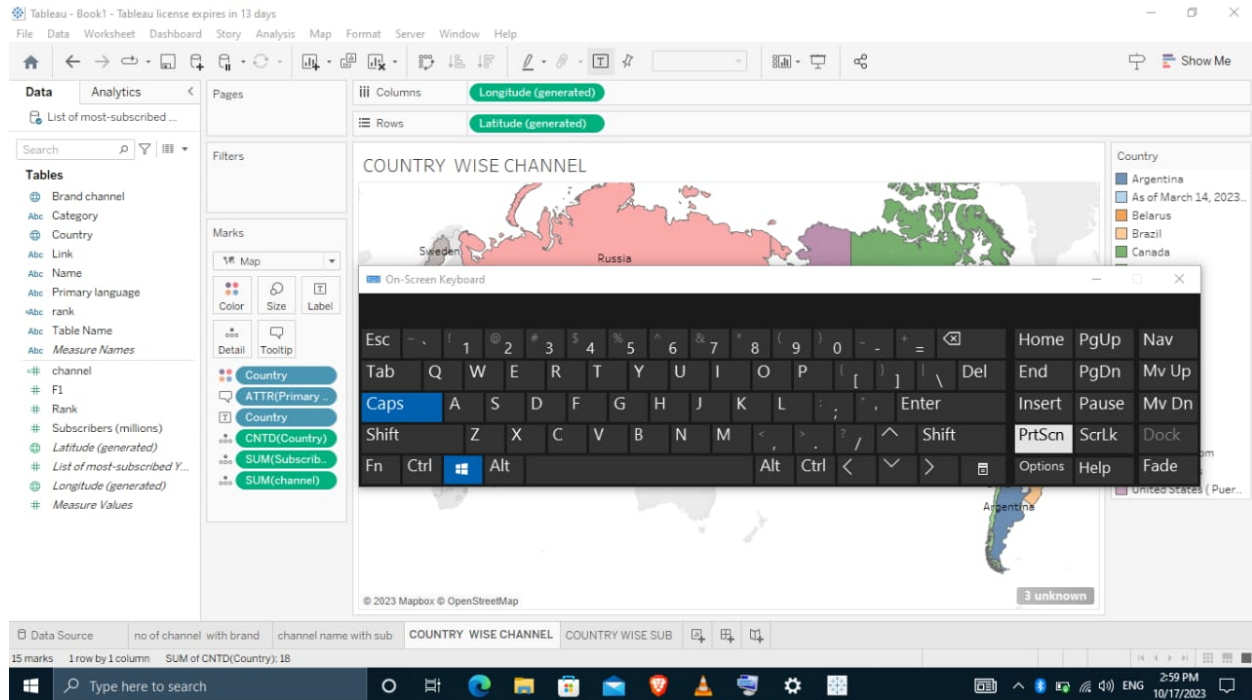 Tableau - Book1 - Tableau license expires in 13 days
File Data Worksheet Dashboard Story Analysis Map Format Server Window Help
Show Me
Data Analytics
List of most-subscribed ...
Search
Tables
Brand channel
Abc Category
Country
Abc Link
Abc Name
Abc Primary language
Abc rank
Abc Table Name
Abc Measure Names
channel
# F1
# Rank
# Subscribers (millions)
Latitude (generated)
# List of most-subscribed Y...
Longitude (generated)
# Measure Values
Pages
Filters
Marks
Map
Color Size Label
Detail Tooltip
Country
ATTR(Primary ..
Country
CNTD(Country)
SUM(Subscrib..
SUM(channel)
Columns Longitude (generated)
Rows Latitude (generated)
COUNTRY WISE CHANNEL
Sweden
Russia
Argentina
© 2023 Mapbox © OpenStreetMap
3 unknown
Country
Argentina
As of March 14, 2023..
Belarus
Brazil
Canada
United States ( Puer..
On-Screen Keyboard
Esc ~ ` ! 1 @ 2 # 3 $ 4 % 5 ^ 6 & 7 * 8 ( 9 ) 0 _ - + = Home PgUp Nav
Tab Q W E R T Y U I O P { [ } ] | \ Del End PgDn Mv Up
Caps A S D F G H J K L : ; " ' Enter Insert Pause Mv Dn
Shift Z X C V B N M < , > . ? / Shift PrtScn ScrLk Dock
Fn Ctrl Alt Alt Ctrl Options Help Fade
Data Source no of channel with brand channel name with sub COUNTRY WISE CHANNEL COUNTRY WISE SUB
15 marks 1 row by 1 column SUM of CNTD(Country): 18
Type here to search
ENG
2:59 PM
10/17/2023